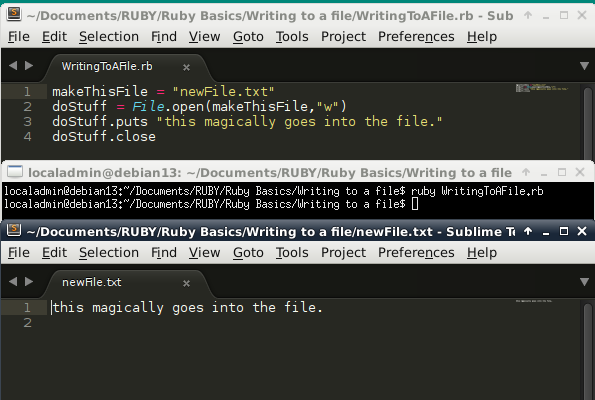 ~/Documents/RUBY/Ruby Basics/Writing to a file/WritingToAFile.rb - Sub
File Edit Selection Find View Goto Tools Project Preferences Help
WritingToAFile.rb ×
1 makeThisFile = "newFile.txt"
2 doStuff = File.open(makeThisFile,"w")
3 doStuff.puts "this magically goes into the file."
4 doStuff.close
localadmin@debian13: ~/Documents/RUBY/Ruby Basics/Writing to a file
localadmin@debian13:~/Documents/RUBY/Ruby Basics/Writing to a file$ ruby WritingToAFile.rb
localadmin@debian13:~/Documents/RUBY/Ruby Basics/Writing to a file$
~/Documents/RUBY/Ruby Basics/Writing to a file/newFile.txt - Sublime Te
File Edit Selection Find View Goto Tools Project Preferences Help
newFile.txt ×
1 this magically goes into the file.
2